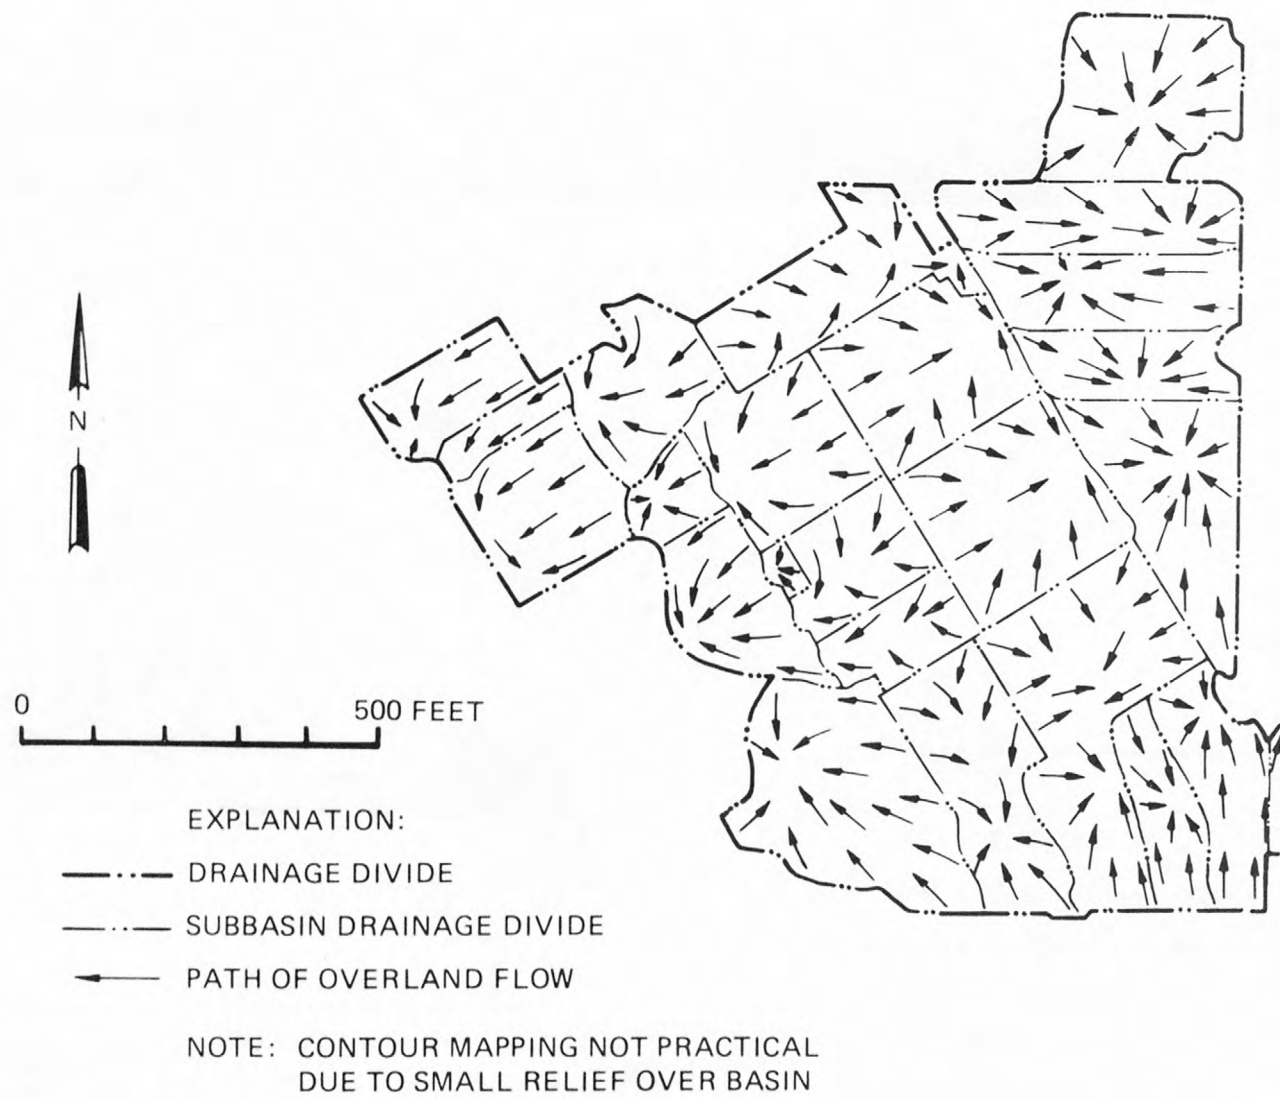 N
0 500 FEET
EXPLANATION:
DRAINAGE DIVIDE
SUBBASIN DRAINAGE DIVIDE
PATH OF OVERLAND FLOW
NOTE: CONTOUR MAPPING NOT PRACTICAL
DUE TO SMALL RELIEF OVER BASIN